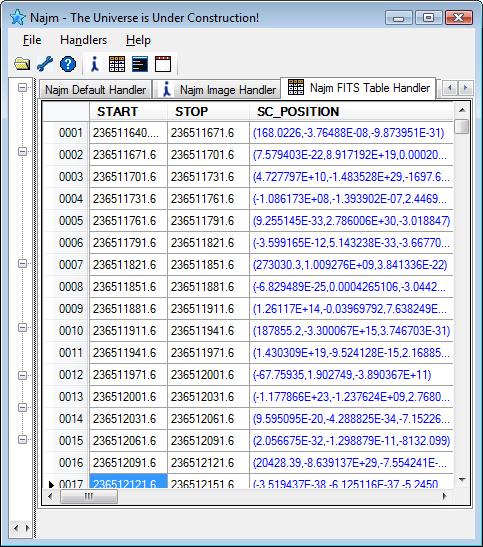 Najm - The Universe is Under Construction!
File Handlers Help
Najm Default Handler Najm Image Handler Najm FITS Table Handler
START STOP SC_POSITION
0001 236511640.... 236511671.6 (168.0226,-3.76488E-08,-9.873951E-31)
0002 236511671.6 236511701.6 (7.579403E-22,8.917192E+19,0.00020...
0003 236511701.6 236511731.6 (4.727797E+10,-1.483528E+29,-1697.6...
0004 236511731.6 236511761.6 (-1.086173E+08,-1.393902E-07,2.4469...
0005 236511761.6 236511791.6 (9.255145E-33,2.786006E+30,-3.018847)
0006 236511791.6 236511821.6 (-3.599165E-12,5.143238E-33,-3.66770...
0007 236511821.6 236511851.6 (273030.3,1.009276E+09,3.841336E-22)
0008 236511851.6 236511881.6 (-6.829489E-25,0.0004265106,-3.0442...
0009 236511881.6 236511911.6 (1.26117E+14,-0.03969792,7.638249E...
0010 236511911.6 236511941.6 (187855.2,-3.300067E+15,3.746703E-31)
0011 236511941.6 236511971.6 (1.430309E+19,-9.524128E-15,2.16885...
0012 236511971.6 236512001.6 (-67.75935,1.902749,-3.890367E+11)
0013 236512001.6 236512031.6 (-1.177866E+23,-1.237624E+09,2.7680...
0014 236512031.6 236512061.6 (9.595095E-20,-4.288825E-34,-7.15226...
0015 236512061.6 236512091.6 (2.056675E-32,-1.298879E-11,-8132.099)
0016 236512091.6 236512121.6 (20428.39,-8.639137E+29,-7.554241E-...
0017 236512121.6 236512151.6 (-3.519437E-38,-6.125116E-37,-5.2450...